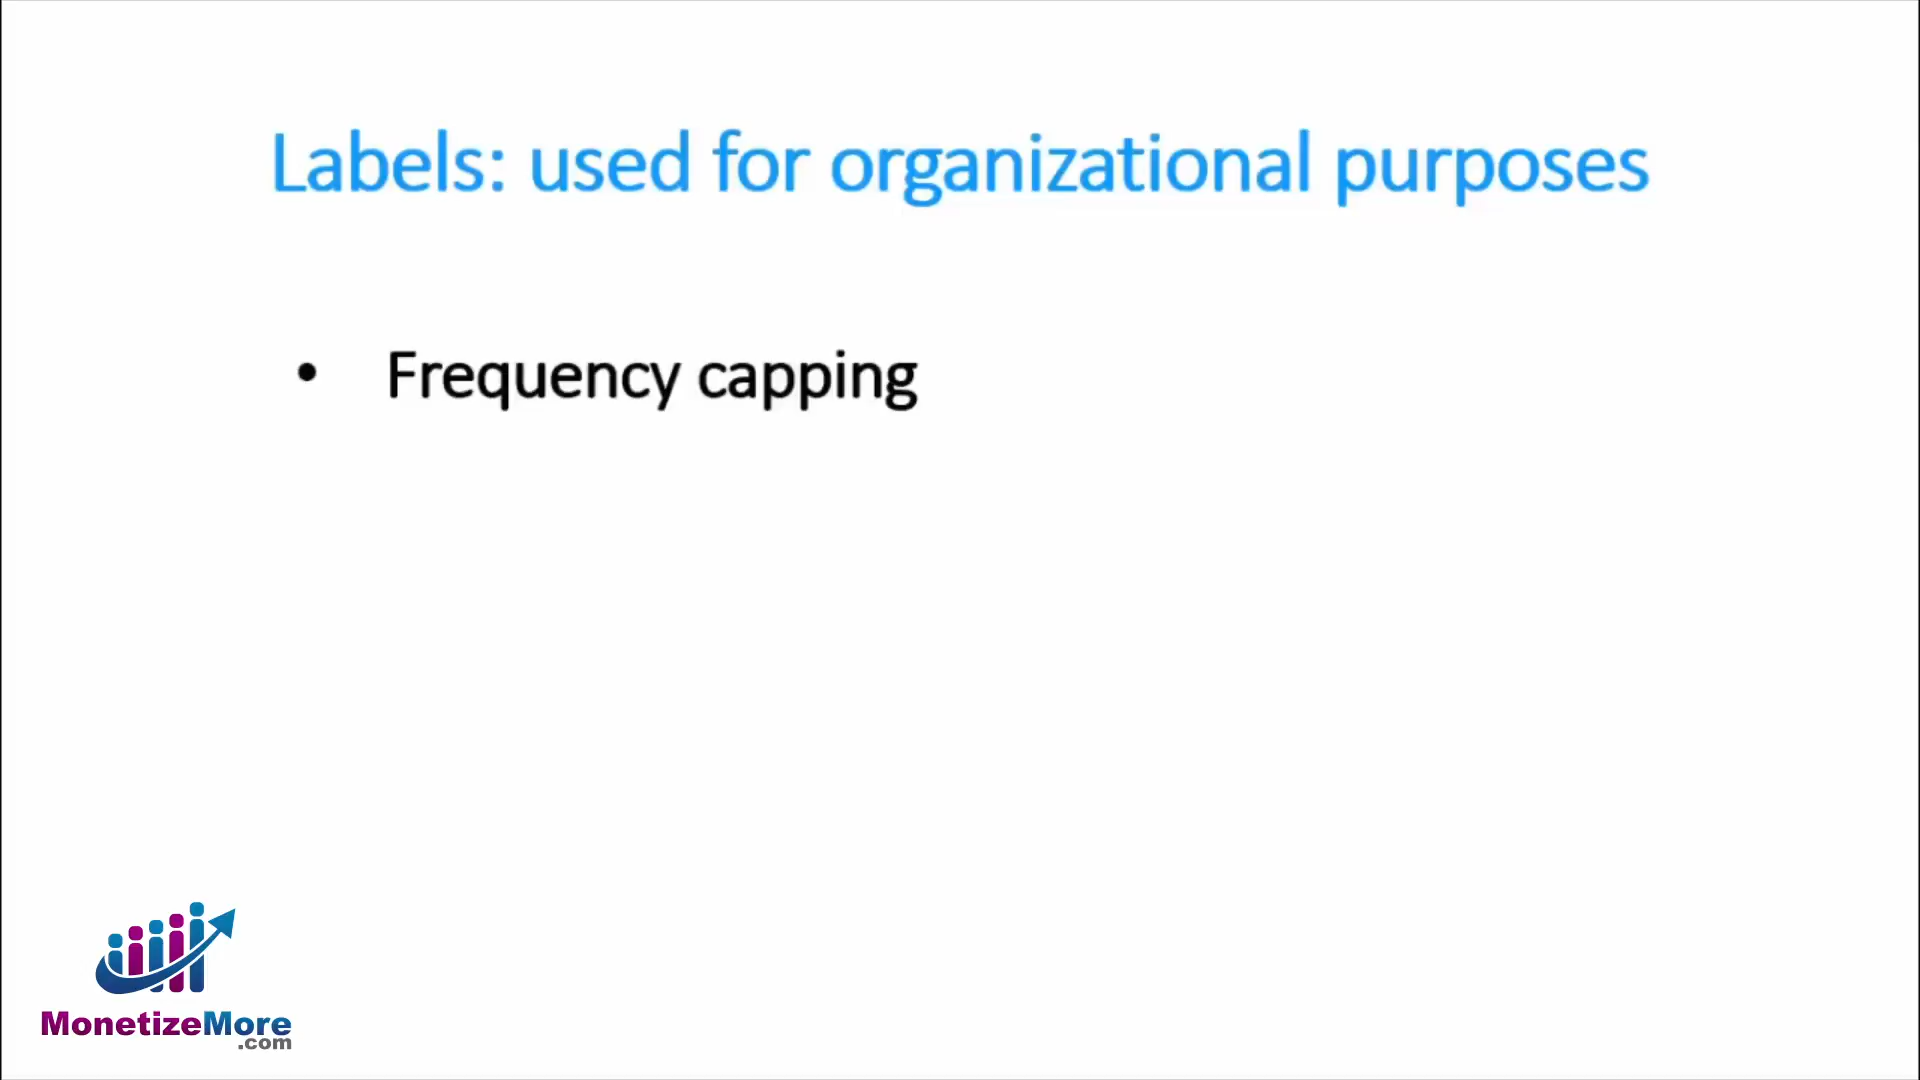 Labels: used for organizational purposes
• Frequency capping
MonetizeMore
.com